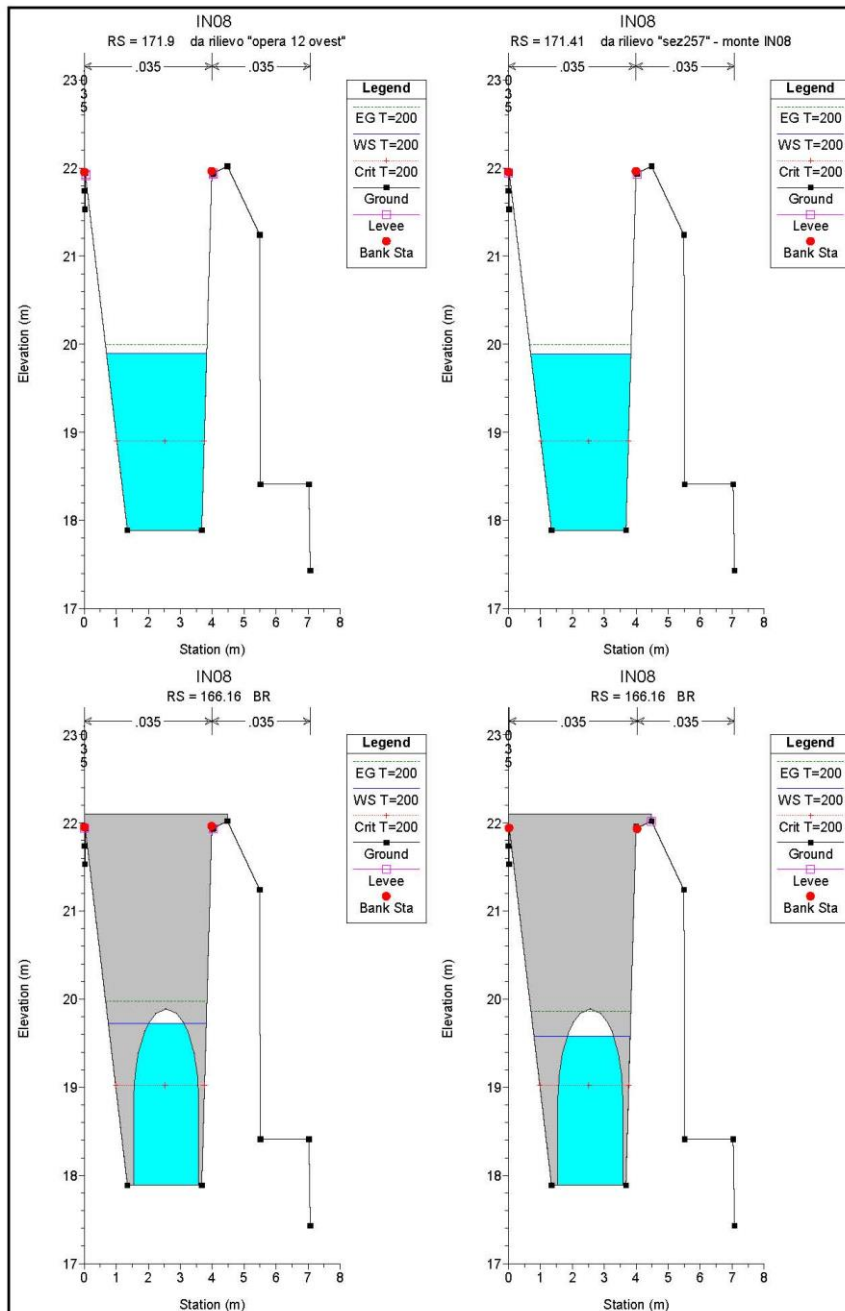 IN08
RS = 171.9 da rilievo "opera 12 ovest"
.035 .035
.035
Legend
EG T=200
WS T=200
Crit T=200
Ground
Levee
Bank Sta
Elevation (m)
23
22
21
20
19
18
17
0 1 2 3 4 5 6 7 8
Station (m)
IN08
RS = 171.41 da rilievo "sez257" - monte IN08
.035 .035
.035
Legend
EG T=200
WS T=200
Crit T=200
Ground
Levee
Bank Sta
Elevation (m)
23
22
21
20
19
18
17
0 1 2 3 4 5 6 7 8
Station (m)
IN08
RS = 166.16 BR
.035 .035
.035
Legend
EG T=200
WS T=200
Crit T=200
Ground
Levee
Bank Sta
Elevation (m)
23
22
21
20
19
18
17
0 1 2 3 4 5 6 7 8
Station (m)
IN08
RS = 166.16 BR
.035 .035
.035
Legend
EG T=200
WS T=200
Crit T=200
Ground
Levee
Bank Sta
Elevation (m)
23
22
21
20
19
18
17
0 1 2 3 4 5 6 7 8
Station (m)